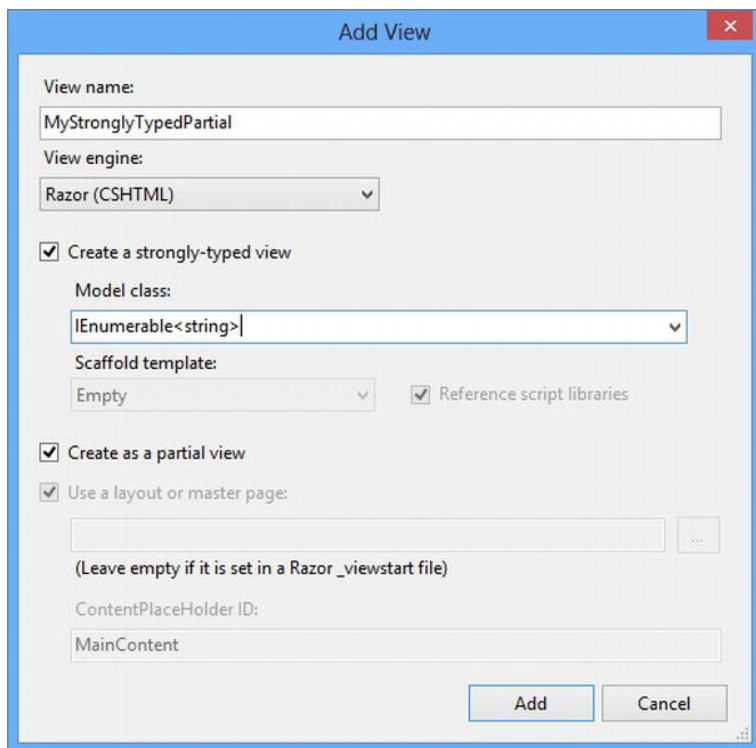 Add View
View name:
MyStronglyTypedPartial
View engine:
Razor (CSHTML)
Create a strongly-typed view
Model class:
IEnumerable<string>
Scaffold template:
Empty
Reference script libraries
Create as a partial view
Use a layout or master page:
...
(Leave empty if it is set in a Razor _viewstart file)
ContentPlaceHolder ID:
MainContent
Add
Cancel